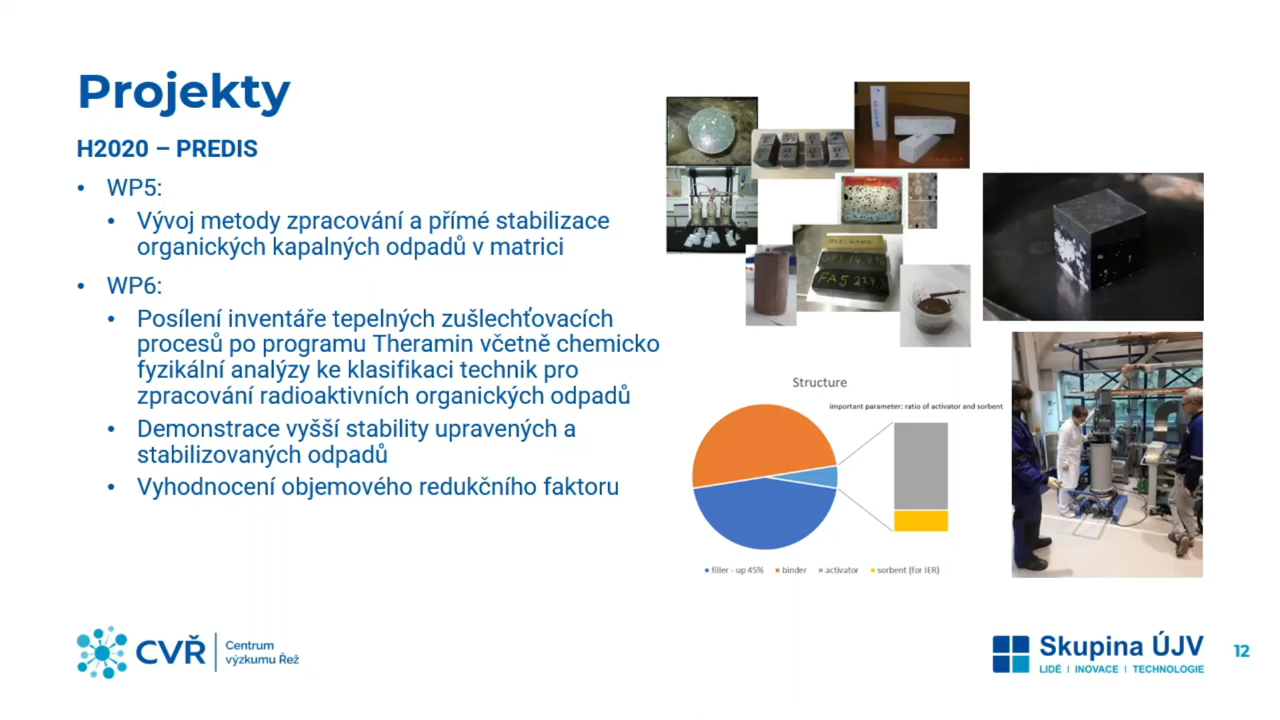 Projekty
H2020 – PREDIS
• WP5:
• Vývoj metody zpracování a přímé stabilizace
organických kapalných odpadů v matrici
• WP6:
• Posílení inventáře tepelných zušlechťovacích
procesů po programu Theramin včetně chemicko
fyzikální analýzy ke klasifikaci technik pro
zpracování radioaktivních organických odpadů
• Demonstrace vyšší stability upravených a
stabilizovaných odpadů
• Vyhodnocení objemového redukčního faktoru
Structure
important parameter: ratio of activator and sorbent
filler - up 45% binder activator sorbent (for IER)
CVŘ
Centrum
výzkumu Řež
Skupina ÚJV
LIDÉ | INOVACE | TECHNOLOGIE
12